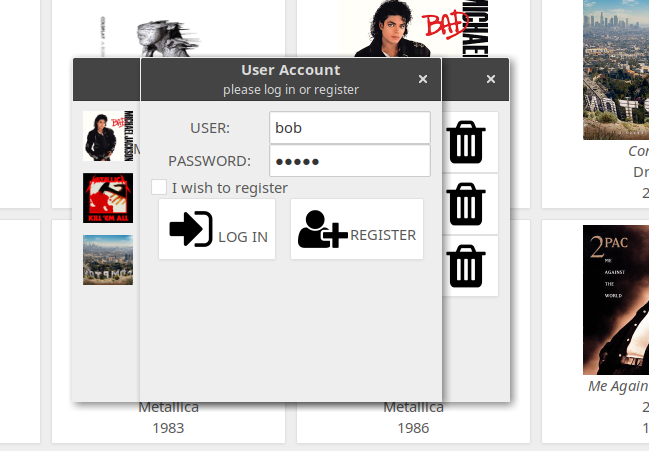 COLDPLAY
BAD
MICHAEL
User Account
please log in or register
USER:
bob
PASSWORD:
●●●●●
I wish to register
LOG IN
REGISTER
MICHAEL JACKSON
M
METALLICA
KILL 'EM ALL
Con
Dr
2
2PAC
ME
AGAINST
THE
WORLD
Me Again
2
1
Metallica
1983
Metallica
1986